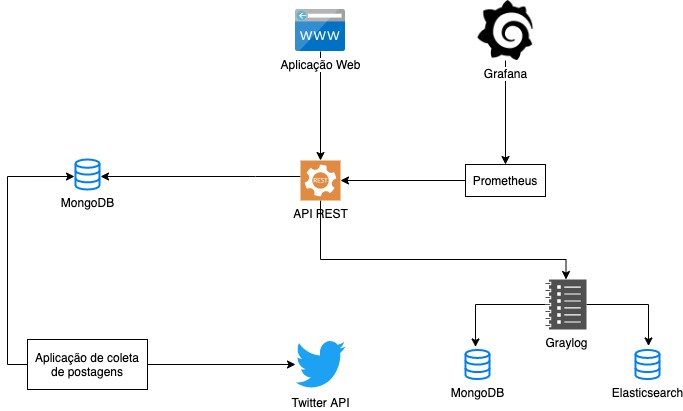 WWW
Aplicação Web
Grafana
MongoDB
REST
API REST
Prometheus
Graylog
Aplicação de coleta
de postagens
Twitter API
MongoDB
Elasticsearch